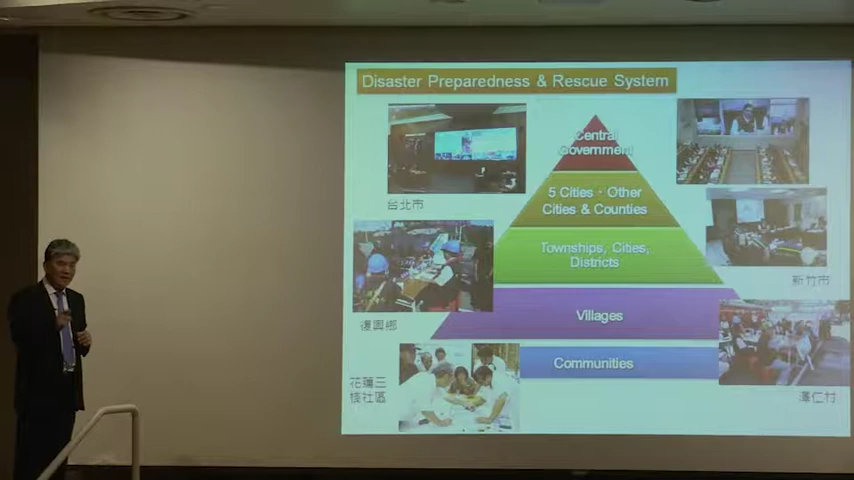 Disaster Preparedness & Rescue System
Central
Government
台北市
5 Cities、Other
Cities & Counties
Townships, Cities,
Districts
新竹市
復興鄉
Villages
Communities
花蓮三
棧社區
澤仁村